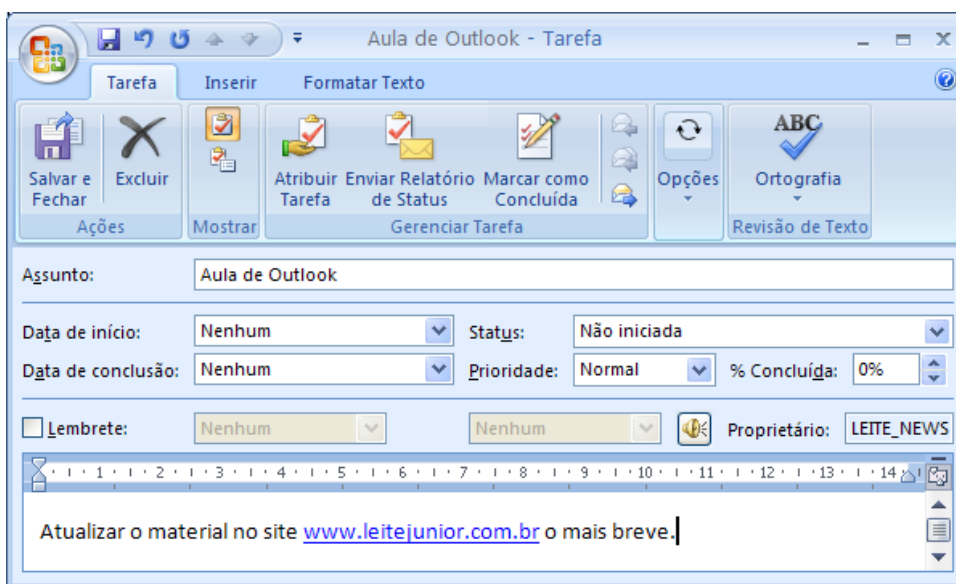 Aula de Outlook - Tarefa
Tarefa Inserir Formatar Texto
Salvar e Fechar Excluir Atribuir Tarefa Enviar Relatório de Status Marcar como Concluída Opções ABC Ortografia
Ações Mostrar Gerenciar Tarefa Revisão de Texto
Assunto: Aula de Outlook
Data de início: Nenhum Status: Não iniciada
Data de conclusão: Nenhum Prioridade: Normal % Concluída: 0%
Lembrete: Nenhum Nenhum Proprietário: LEITE_NEWS
1 2 3 4 5 6 7 8 9 10 11 12 13 14
Atualizar o material no site www.leitejunior.com.br o mais breve.